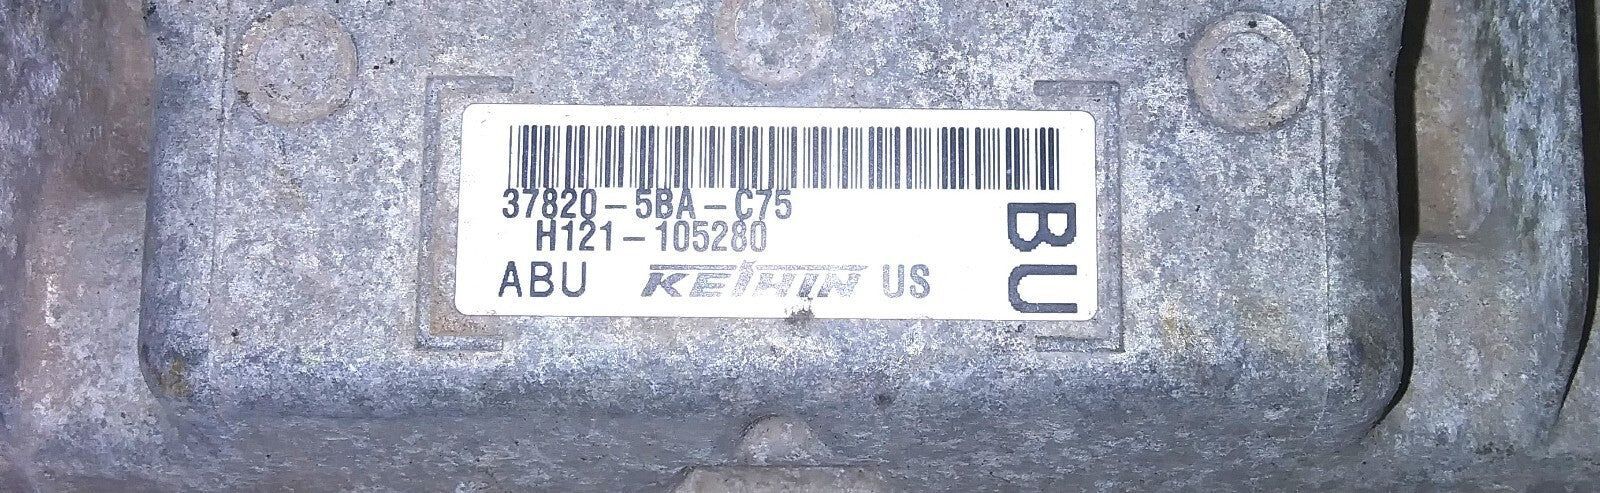 37820-5BA-C75
H121-105280
ABU KEIHIN US
BU